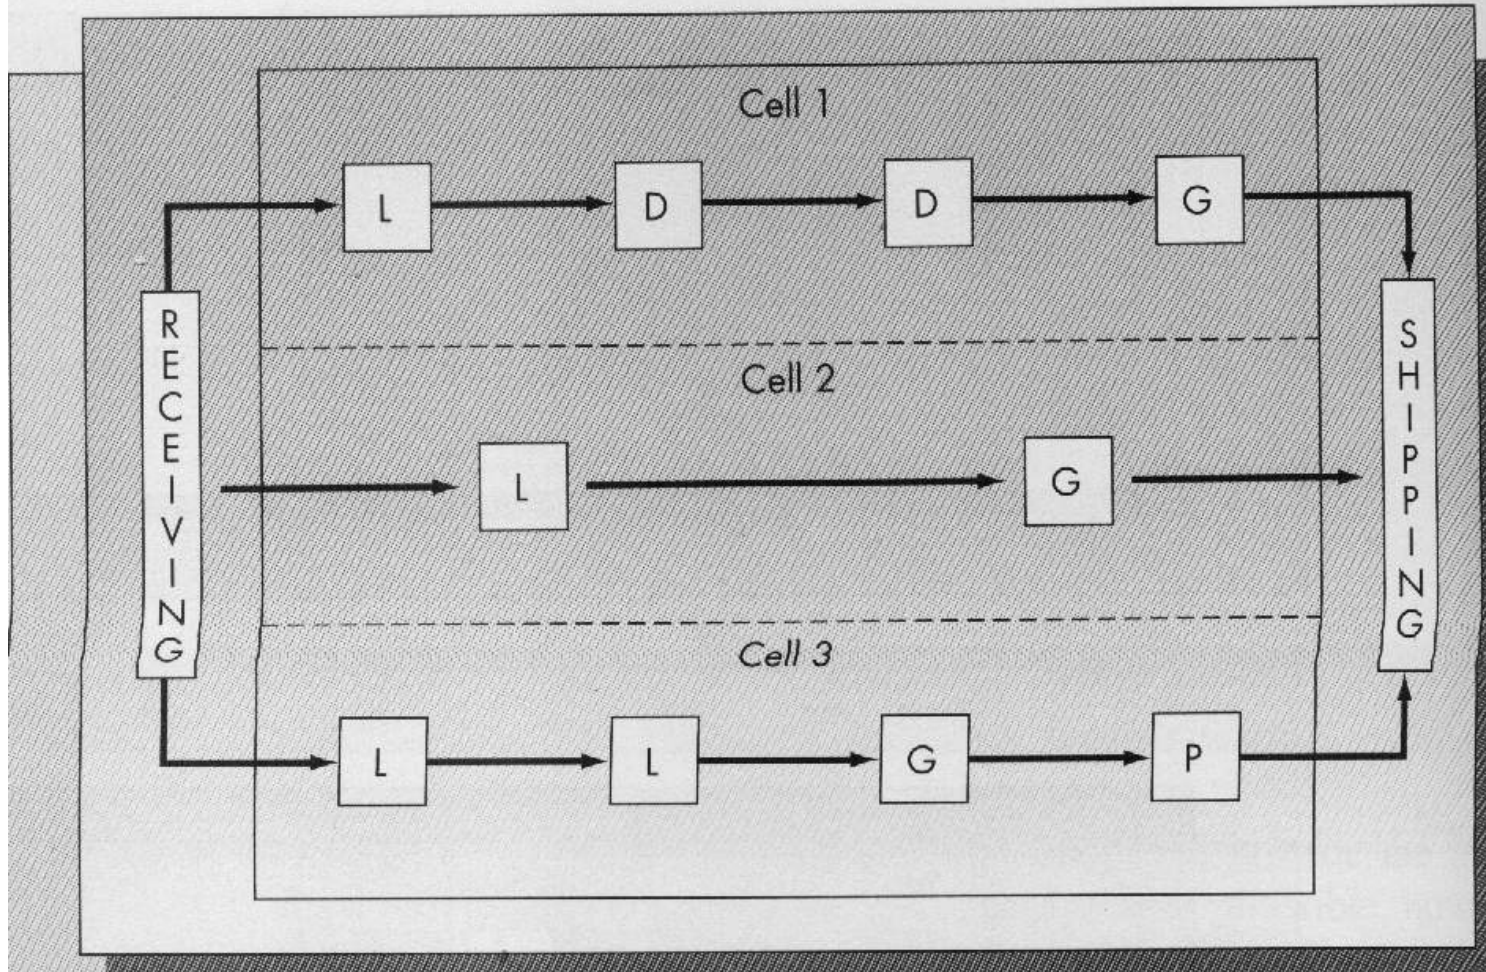 Cell 1
L D D G
RECEIVING
SHIPPING
Cell 2
L G
Cell 3
L L G P